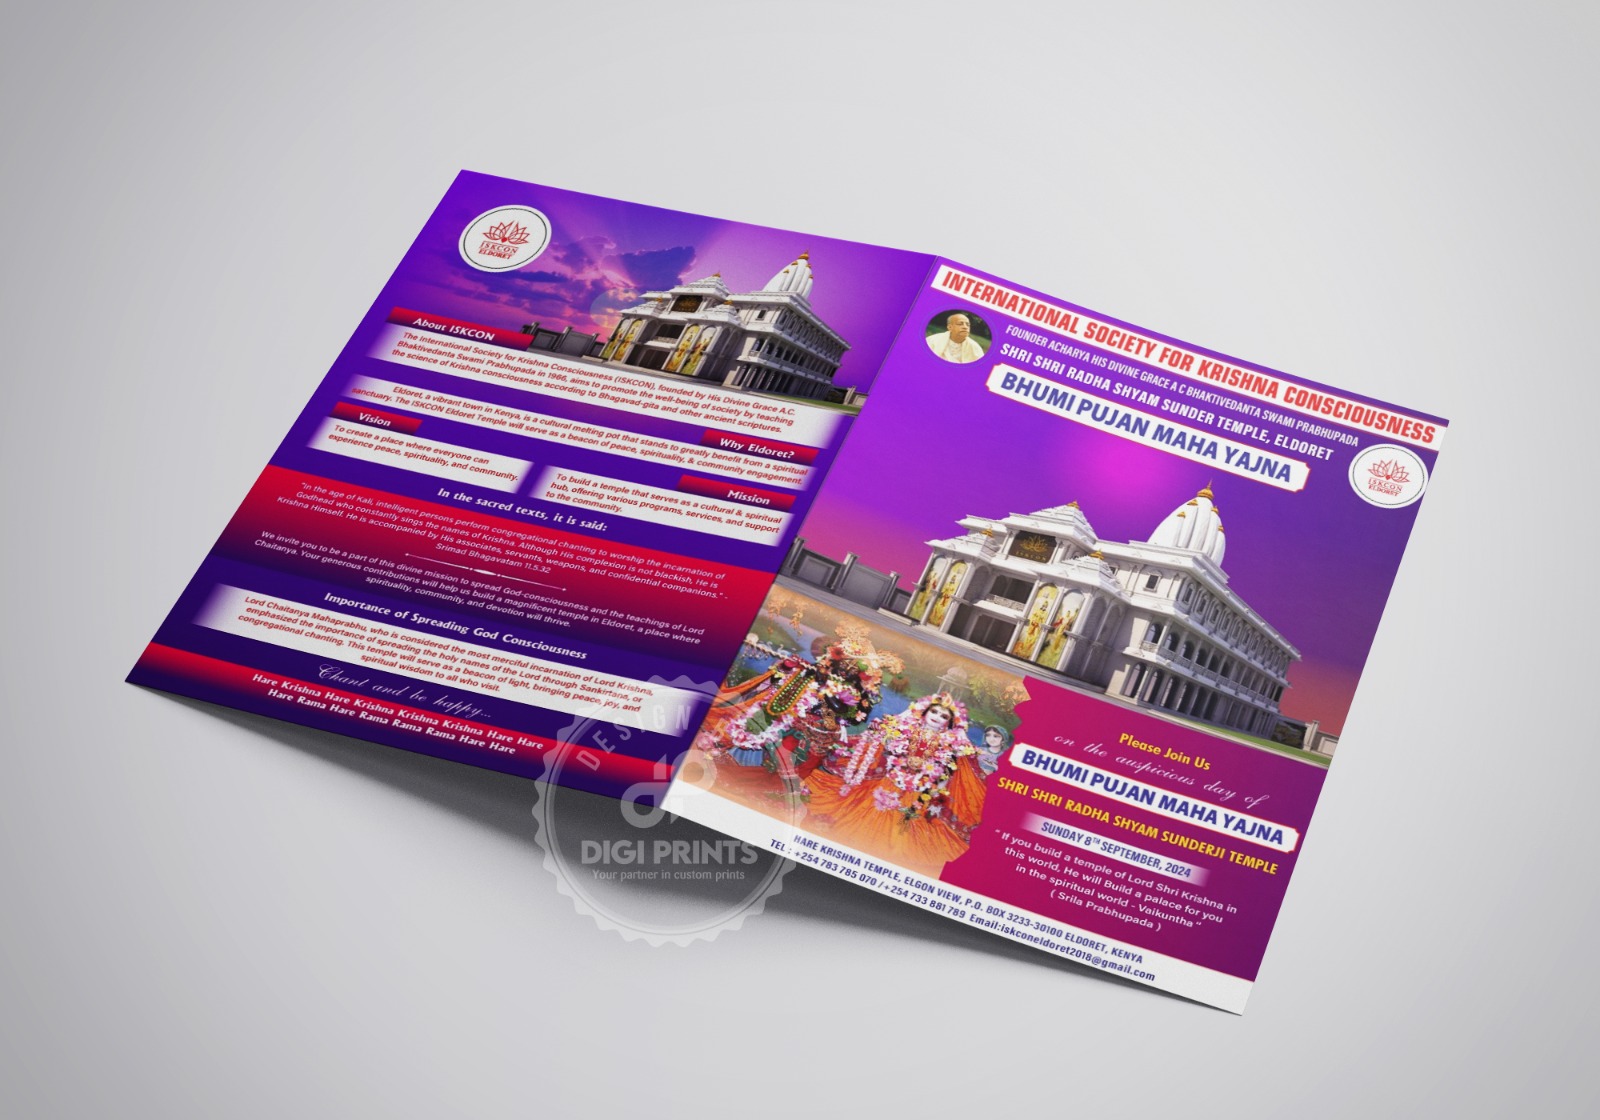 ISKCON
ELDORET
About ISKCON
The International Society for Krishna Consciousness (ISKCON), founded by His Divine Grace A.C.
Bhaktivedanta Swami Prabhupada in 1966, aims to promote the well-being of society by teaching
the science of Krishna consciousness according to Bhagavad-gita and other ancient scriptures.
Why Eldoret?
Eldoret, a vibrant town in Kenya, is a cultural melting pot that stands to greatly benefit from a spiritual
sanctuary. The ISKCON Eldoret Temple will serve as a beacon of peace, spirituality, & community engagement.
Vision
To create a place where everyone can
experience peace, spirituality, and community.
Mission
To build a temple that serves as a cultural & spiritual
hub, offering various programs, services, and support
to the community.
In the sacred texts, it is said:
"In the age of Kali, intelligent persons perform congregational chanting to worship the incarnation of
Godhead who constantly sings the names of Krishna. Although His complexion is not blackish, He is
Krishna Himself. He is accompanied by His associates, servants, weapons, and confidential companions." -
Srimad Bhagavatam 11.5.32
We invite you to be a part of this divine mission to spread God-consciousness and the teachings of Lord
Chaitanya. Your generous contributions will help us build a magnificent temple in Eldoret, a place where
spirituality, community, and devotion will thrive.
Importance of Spreading God Consciousness
Lord Chaitanya Mahaprabhu, who is considered the most merciful incarnation of Lord Krishna,
emphasized the importance of spreading the holy names of the Lord through Sankirtana, or
congregational chanting. This temple will serve as a beacon of light, bringing peace, joy, and
spiritual wisdom to all who visit.
Chant and be happy...
Hare Krishna Hare Krishna Krishna Krishna Hare Hare
Hare Rama Hare Rama Rama Rama Hare Hare
INTERNATIONAL SOCIETY FOR KRISHNA CONSCIOUSNESS
FOUNDER ACHARYA HIS DIVINE GRACE A C BHAKTIVEDANTA SWAMI PRABHUPADA
SHRI SHRI RADHA SHYAM SUNDER TEMPLE, ELDORET
BHUMI PUJAN MAHA YAJNA
ISKCON
ELDORET
ISKCON
Please Join Us
on the auspicious day of
BHUMI PUJAN MAHA YAJNA
SHRI SHRI RADHA SHYAM SUNDERJI TEMPLE
SUNDAY 8TH SEPTEMBER, 2024
" If you build a temple of Lord Shri Krishna in
this world, He will Build a palace for you
in the spiritual world - Vaikuntha "
( Srila Prabhupada )
HARE KRISHNA TEMPLE, ELGON VIEW, P.O. BOX 3233-30100 ELDORET, KENYA
TEL : +254 783 785 070 / +254 733 881 789 Email:iskconeldoret2018@gmail.com
DESIGN
DIGI PRINTS
Your partner in custom prints